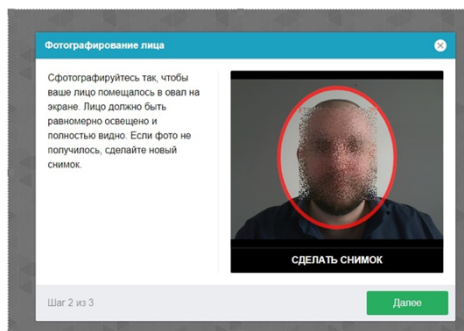 Фотографирование лица
Сфотографируйтесь так, чтобы
ваше лицо помещалось в овал на
экране. Лицо должно быть
равномерно освещено и
полностью видно. Если фото не
получилось, сделайте новый
снимок.
СДЕЛАТЬ СНИМОК
Шаг 2 из 3
Далее